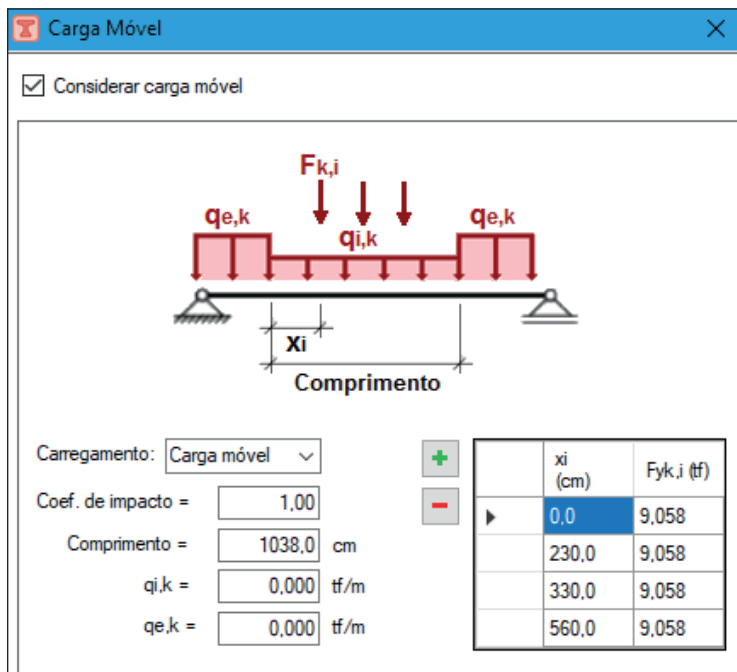 Carga Móvel
Considerar carga móvel
Fk,i
qe,k
qi,k
qe,k
xi
Comprimento
Carregamento: Carga móvel
Coef. de impacto = 1,00
Comprimento = 1038,0 cm
qi,k = 0,000 tf/m
qe,k = 0,000 tf/m
xi (cm) Fyk,i (tf)
0,0 9,058
230,0 9,058
330,0 9,058
560,0 9,058